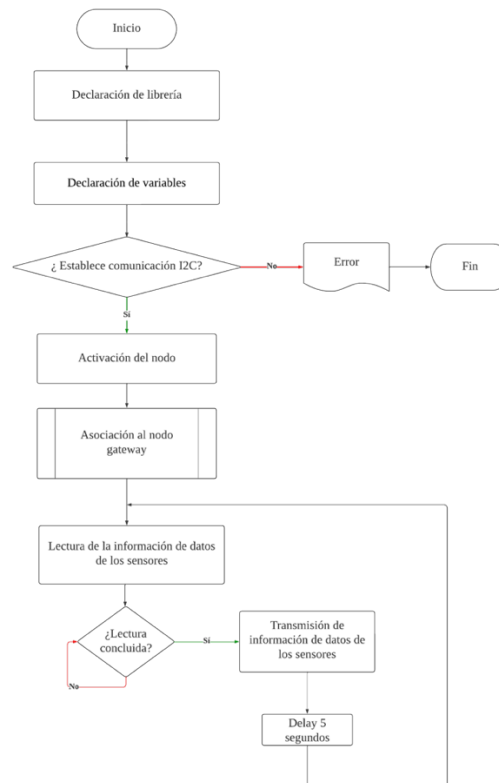 Inicio
Declaración de librería
Declaración de variables
¿ Establece comunicación I2C?
No
Error
Fin
Sí
Activación del nodo
Asociación al nodo
gateway
Lectura de la información de datos
de los sensores
¿Lectura
concluida?
Sí
No
Transmisión de
información de datos de
los sensores
Delay 5
segundos